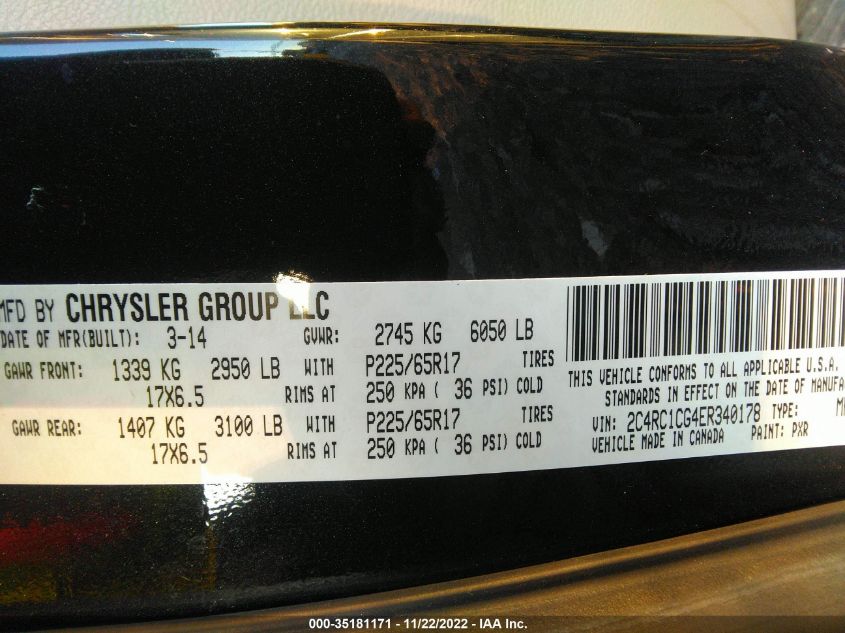 MFD BY CHRYSLER GROUP LLC
DATE OF MFR(BUILT): 3-14 GVWR: 2745 KG 6050 LB
GAWR FRONT: 1339 KG 2950 LB WITH P225/65R17 TIRES
17X6.5 RIMS AT 250 KPA ( 36 PSI) COLD
GAWR REAR: 1407 KG 3100 LB WITH P225/65R17 TIRES
17X6.5 RIMS AT 250 KPA ( 36 PSI) COLD
THIS VEHICLE CONFORMS TO ALL APPLICABLE U.S.A.
STANDARDS IN EFFECT ON THE DATE OF MANUFA
VIN: 2C4RC1CG4ER340178 TYPE: M
VEHICLE MADE IN CANADA PAINT: PXR
000-35181171 - 11/22/2022 - IAA Inc.